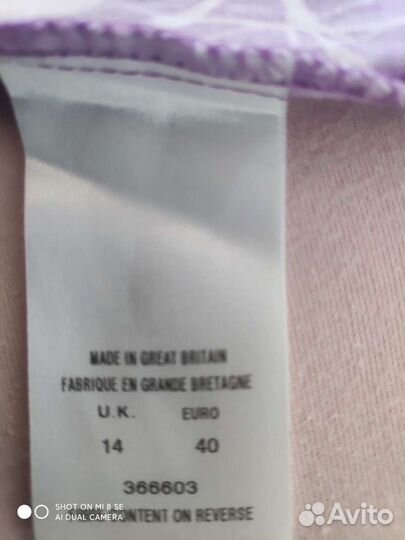 MADE IN GREAT BRITAIN
FABRIQUE EN GRANDE BRETAGNE
U.K. EURO
14 40
366603
CONTENT ON REVERSE
SHOT ON MI 8 SE
AI DUAL CAMERA
Avito